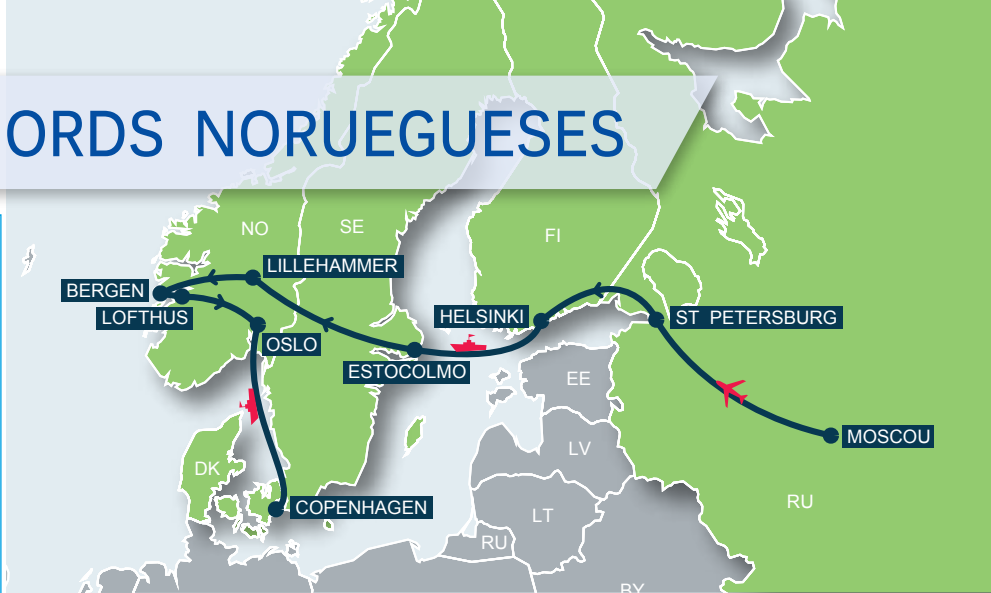 ORDS NORUEGUESES
NO
SE
FI
LILLEHAMMER
BERGEN
LOFTHUS
HELSINKI
ST PETERSBURG
OSLO
ESTOCOLMO
EE
MOSCOU
LV
DK
COPENHAGEN
RU
LT
RU
BY